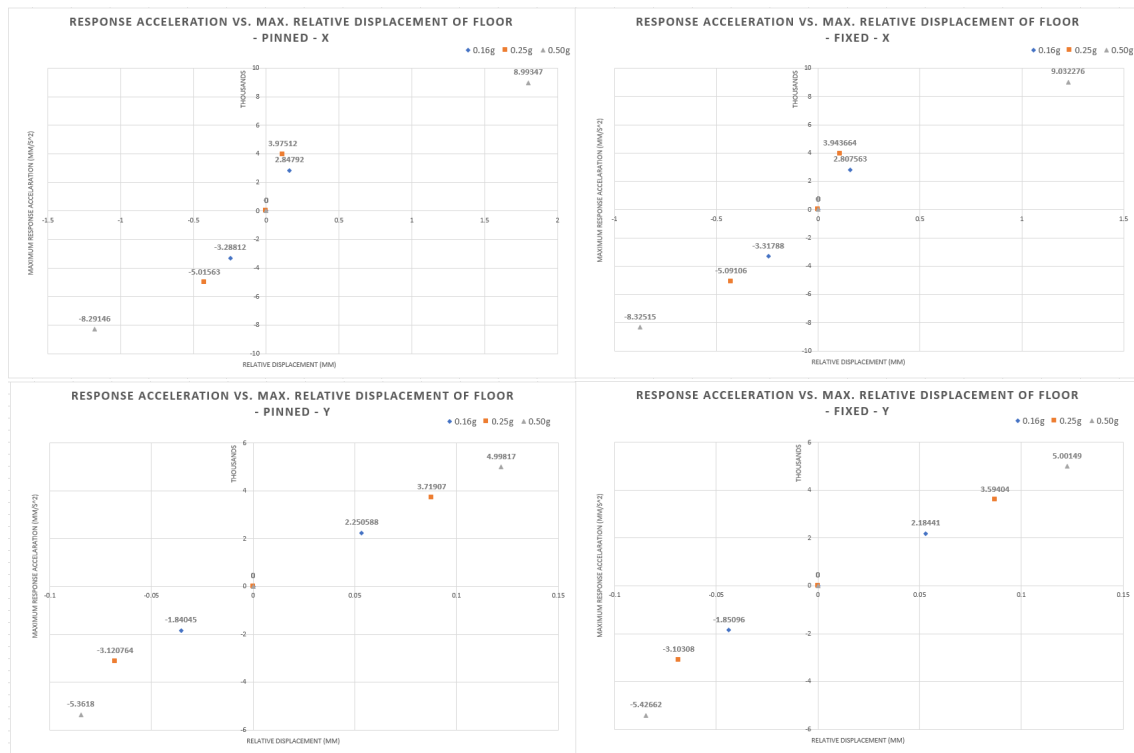 RESPONSE ACCELERATION VS. MAX. RELATIVE DISPLACEMENT OF FLOOR
- PINNED - X
0.16g 0.25g 0.50g
MAXIMUM RESPONSE ACCELARATION (MM/S^2)
THOUSANDS
10
8
6
4
2
0
-2
-4
-6
-8
-10
8.99347
3.97512
2.84792
0
-3.28812
-5.01563
-8.29146
-1.5 -1 -0.5 0 0.5 1 1.5 2
RELATIVE DISPLACEMENT (MM)
RESPONSE ACCELERATION VS. MAX. RELATIVE DISPLACEMENT OF FLOOR
- FIXED - X
0.16g 0.25g 0.50g
MAXIMUM RESPONSE ACCELARATION (MM/S^2)
THOUSANDS
10
8
6
4
2
0
-2
-4
-6
-8
-10
9.032276
3.943664
2.807563
0
-3.31788
-5.09106
-8.32515
-1 -0.5 0 0.5 1 1.5
RELATIVE DISPLACEMENT (MM)
RESPONSE ACCELERATION VS. MAX. RELATIVE DISPLACEMENT OF FLOOR
- PINNED - Y
0.16g 0.25g 0.50g
MAXIMUM RESPONSE ACCELARATION (MM/S^2)
THOUSANDS
6
4
2
0
-2
-4
-6
4.99817
3.71907
2.250588
0
-1.84045
-3.120764
-5.3618
-0.1 -0.05 0 0.05 0.1 0.15
RELATIVE DISPLACEMENT (MM)
RESPONSE ACCELERATION VS. MAX. RELATIVE DISPLACEMENT OF FLOOR
- FIXED - Y
0.16g 0.25g 0.50g
MAXIMUM RESPONSE ACCELARATION (MM/S^2)
THOUSANDS
6
4
2
0
-2
-4
-6
5.00149
3.59404
2.18441
0
-1.85096
-3.10308
-5.42662
-0.1 -0.05 0 0.05 0.1 0.15
RELATIVE DISPLACEMENT (MM)